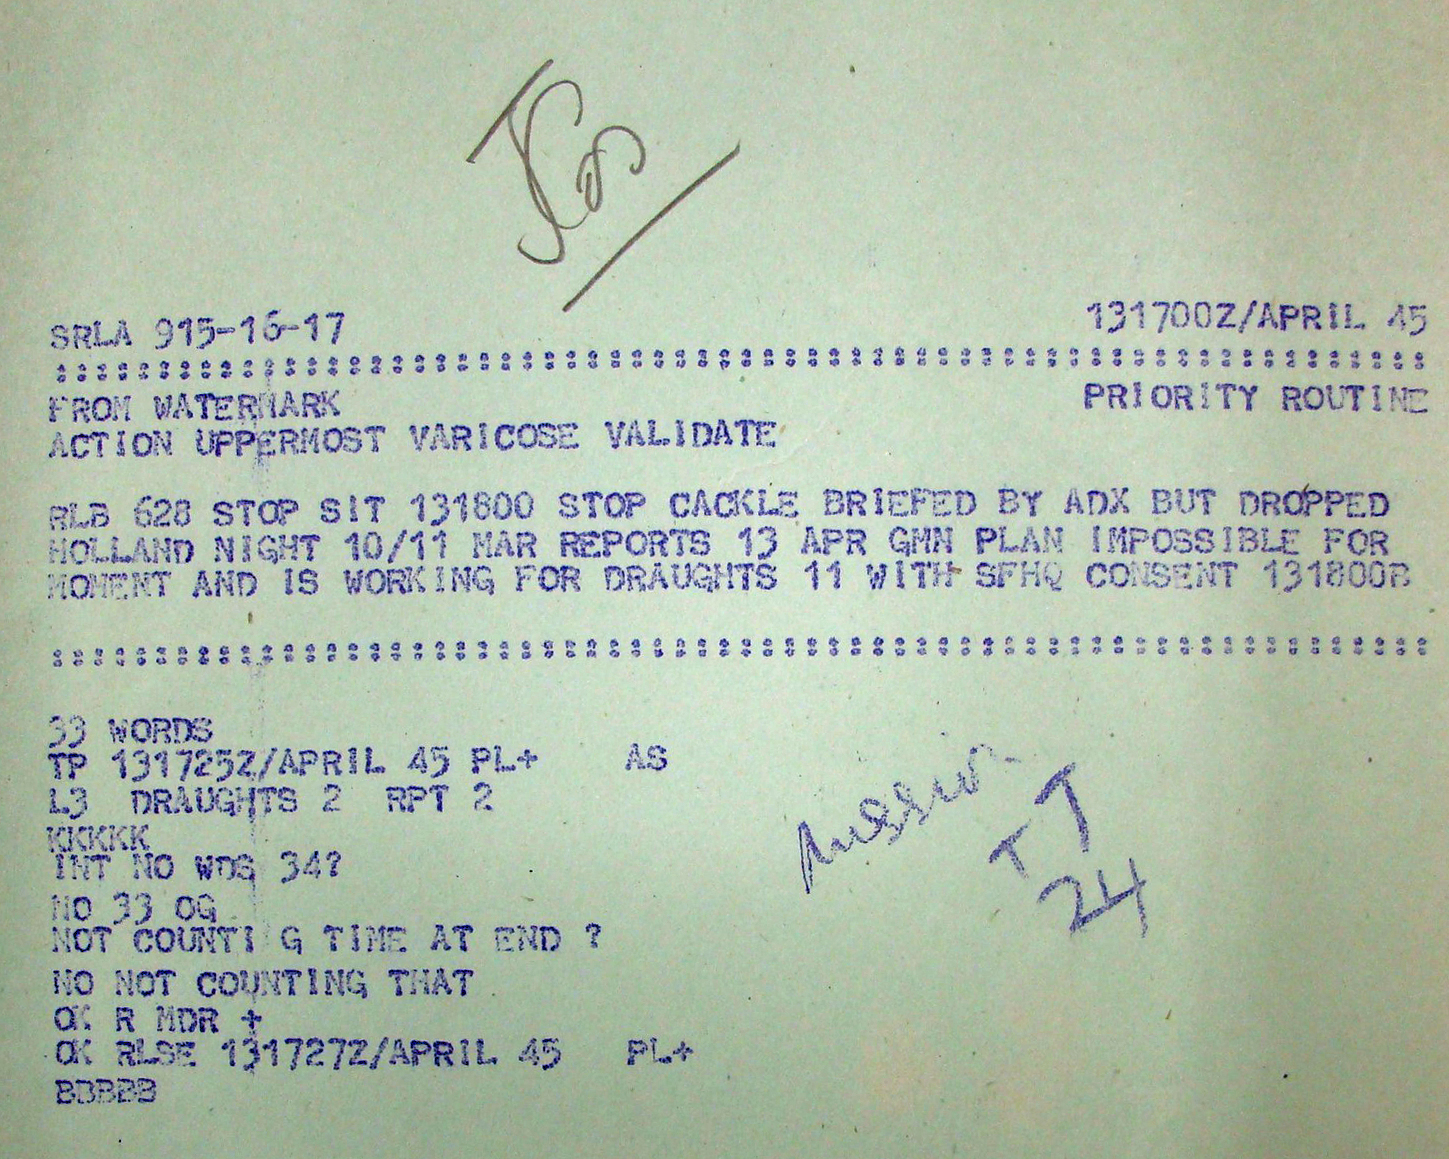 SRLA 915-16-17 131700Z/APRIL 45
::::::::::::::::::::::::::::::::::::::::::::::::::::::::::::::::
FROM WATERMARK PRIORITY ROUTINE
ACTION UPPERMOST VARICOSE VALIDATE
RLB 628 STOP SIT 131800 STOP CACKLE BRIEFED BY ADX BUT DROPPED
HOLLAND NIGHT 10/11 MAR REPORTS 13 APR GMN PLAN IMPOSSIBLE FOR
MOMENT AND IS WORKING FOR DRAUGHTS 11 WITH SFHQ CONSENT 131800B
::::::::::::::::::::::::::::::::::::::::::::::::::::::::::::::::
33 WORDS
TP 131725Z/APRIL 45 PL+ AS
L3 DRAUGHTS 2 RPT 2
KKKKK
INT NO WDS 34?
NO 33 OG
NOT COUNTI G TIME AT END ?
NO NOT COUNTING THAT
OK R MDR +
OK RLSE 131727Z/APRIL 45 PL+
BBBBB
TJ
24